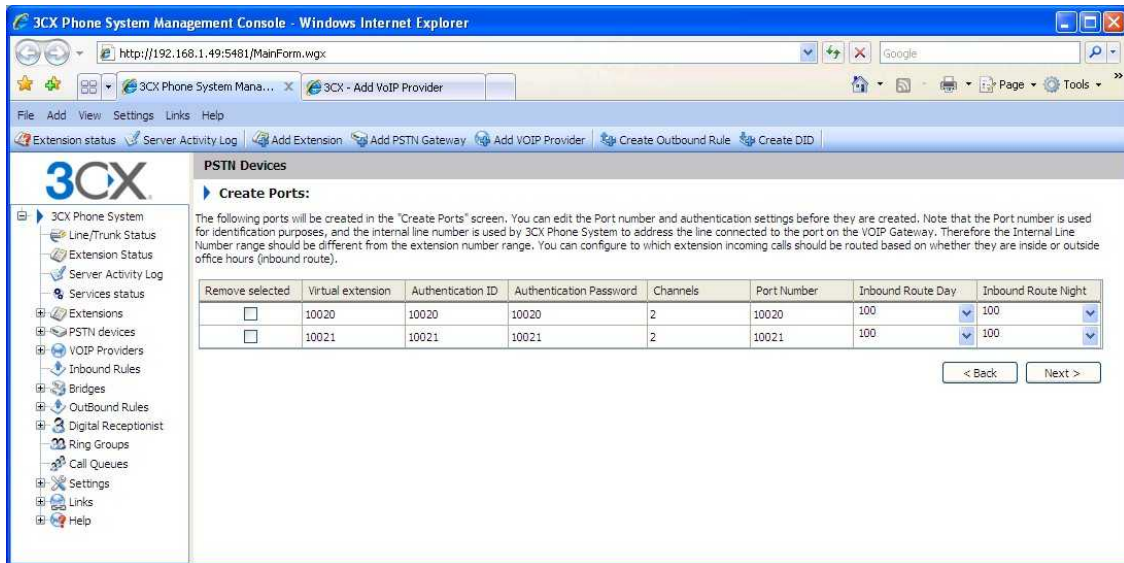 3CX Phone System Management Console - Windows Internet Explorer
http://192.168.1.49:5481/MainForm.wgx
Google
3CX Phone System Mana... X 3CX - Add VoIP Provider
Page Tools »
File Add View Settings Links Help
Extension status Server Activity Log Add Extension Add PSTN Gateway Add VOIP Provider Create Outbound Rule Create DID
3CX
PSTN Devices
Create Ports:
The following ports will be created in the "Create Ports" screen. You can edit the Port number and authentication settings before they are created. Note that the Port number is used
for identification purposes, and the internal line number is used by 3CX Phone System to address the line connected to the port on the VOIP Gateway. Therefore the Internal Line
Number range should be different from the extension number range. You can configure to which extension incoming calls should be routed based on whether they are inside or outside
office hours (inbound route).
Remove selected Virtual extension Authentication ID Authentication Password Channels Port Number Inbound Route Day Inbound Route Night
10020 10020 10020 2 10020 100 100
10021 10021 10021 2 10021 100 100
< Back Next >
3CX Phone System
Line/Trunk Status
Extension Status
Server Activity Log
Services status
Extensions
PSTN devices
VOIP Providers
Inbound Rules
Bridges
OutBound Rules
Digital Receptionist
Ring Groups
Call Queues
Settings
Links
Help